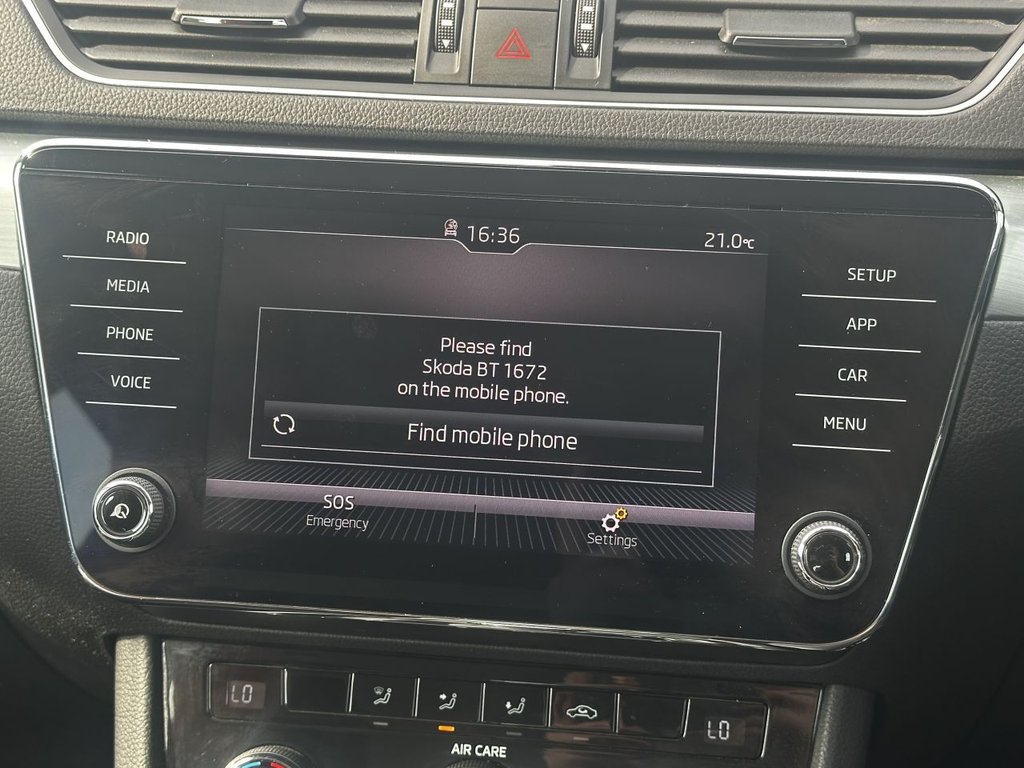 16:36
21.0°C
RADIO
MEDIA
PHONE
VOICE
SETUP
APP
CAR
MENU
Please find
Skoda BT 1672
on the mobile phone.
Find mobile phone
SOS
Emergency
Settings
LO
LO
AIR CARE